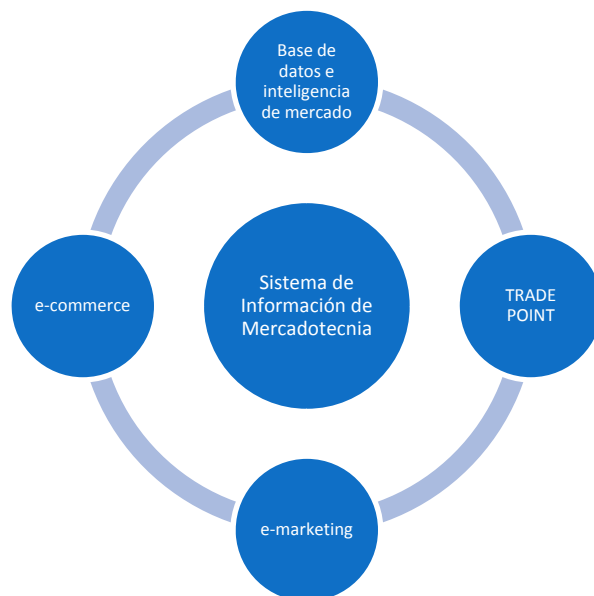 Base de
datos e
inteligencia
de mercado
e-commerce
Sistema de
Información de
Mercadotecnia
TRADE
POINT
e-marketing